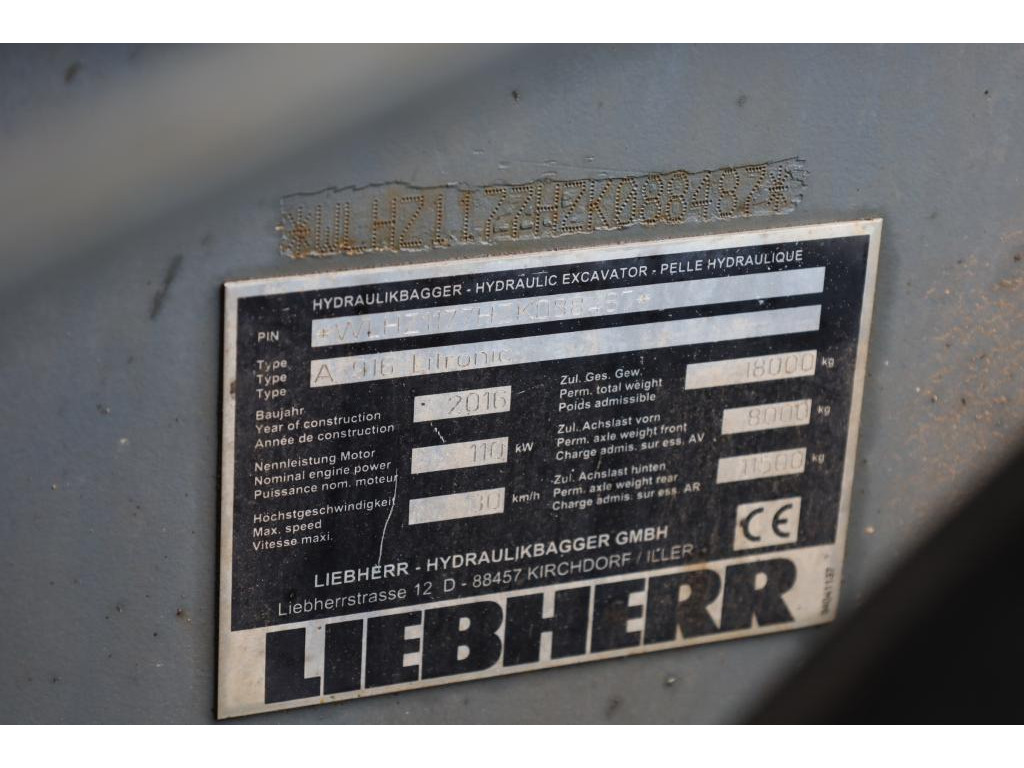 *WLHZ11ZZHZK088487*
HYDRAULIKBAGGER - HYDRAULIC EXCAVATOR - PELLE HYDRAULIQUE
PIN
Type
Type
Type
A 916 Litronic
Baujahr
Year of construction
Année de construction
2016
Nennleistung Motor
Nominal engine power
Puissance nom. moteur
110 kW
Höchstgeschwindigkeit
Max. speed
Vitesse maxi.
30 km/h
Zul. Ges. Gew.
Perm. total weight
Poids admissible
18000 kg
Zul. Achslast vorn
Perm. axle weight front
Charge admis. sur ess. AV
8000 kg
Zul. Achslast hinten
Perm. axle weight rear
Charge admis. sur ess. AR
11500 kg
CE
LIEBHERR - HYDRAULIKBAGGER GMBH
Liebherrstrasse 12 D - 88457 KIRCHDORF / ILLER
LIEBHERR